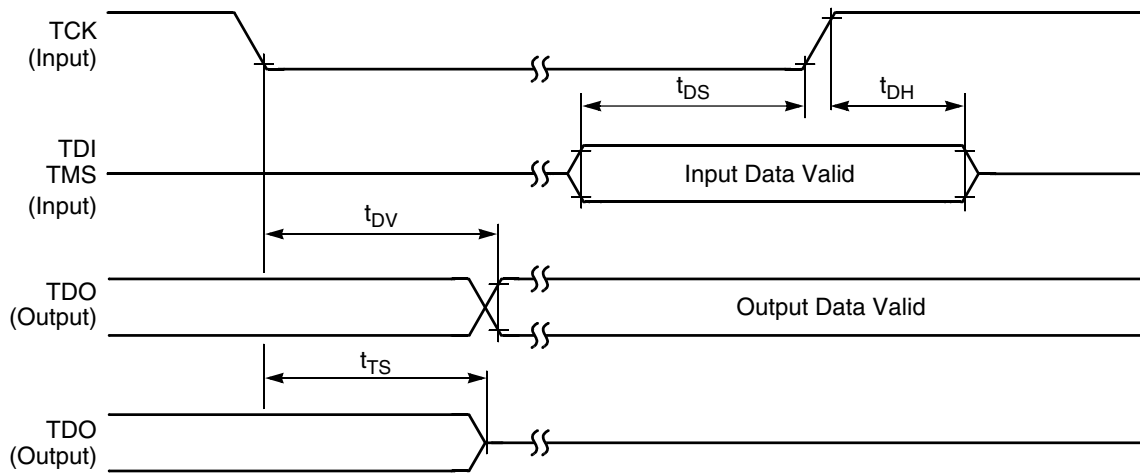 TCK
(Input)
t_DS
t_DH
TDI
TMS
(Input)
Input Data Valid
t_DV
TDO
(Output)
Output Data Valid
t_TS
TDO
(Output)